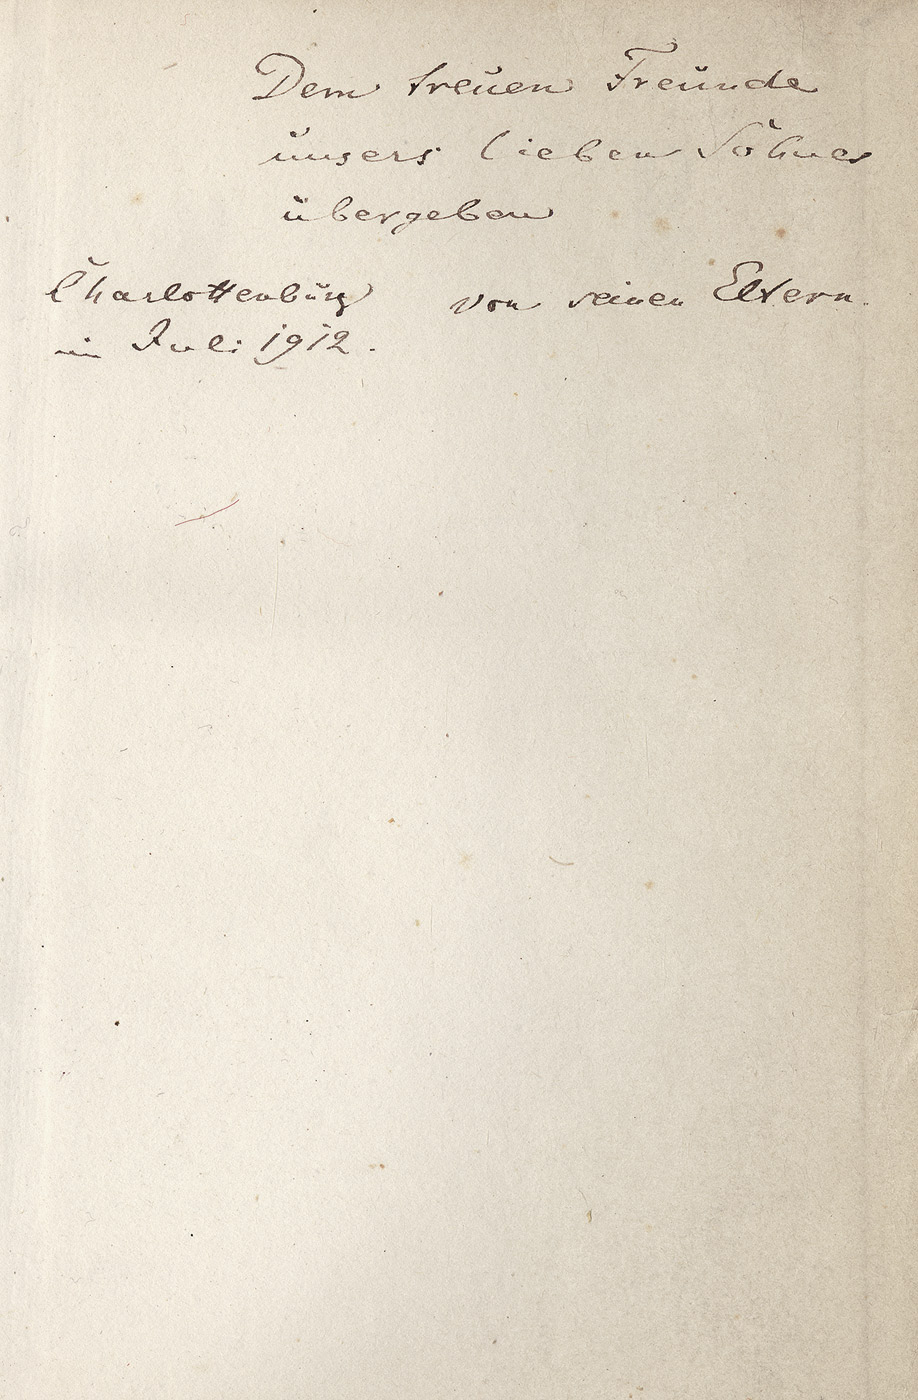 Dem treuen Freunde
unsers lieben Sohnes
übergeben
Charlottenburg von seinen Eltern.
im Juli 1912.